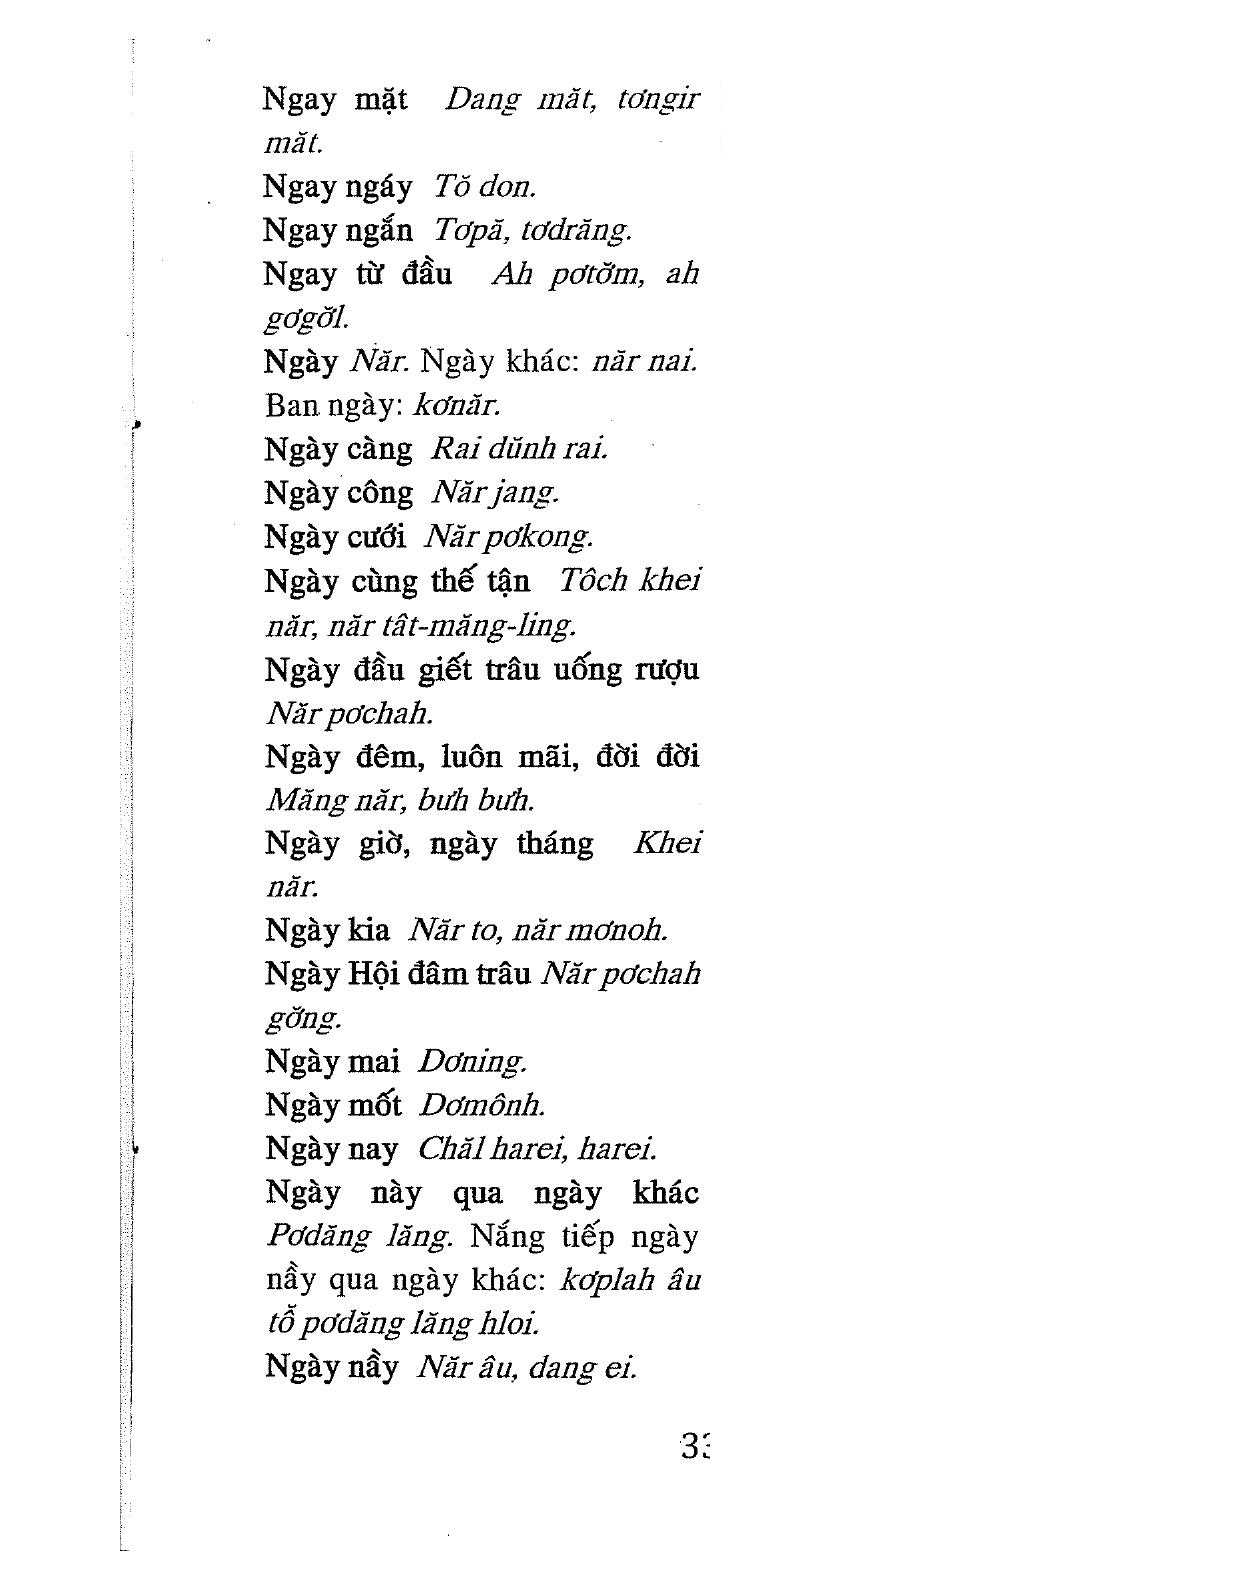 Ngay mặt Dang măt, tơngir
măt.
Ngay ngáy Tŏ don.
Ngay ngắn Tơpă, tơdrăng.
Ngay từ đầu Ah pơtơ̆m, ah
gơgơ̆l.
Ngày Năr. Ngày khác: năr nai.
Ban ngày: kơnăr.
Ngày càng Rai dŭnh rai.
Ngày công Năr jang.
Ngày cưới Năr pơkong.
Ngày cùng thế tận Tôch khei
năr, năr tât-măng-ling.
Ngày đầu giết trâu uống rượu
Năr pơchah.
Ngày đêm, luôn mãi, đời đời
Măng năr, bưh bưh.
Ngày giờ, ngày tháng Khei
năr.
Ngày kia Năr to, năr mơnoh.
Ngày Hội đâm trâu Năr pơchah
gơ̆ng.
Ngày mai Dơning.
Ngày mốt Dơmônh.
Ngày nay Chăl harei, harei.
Ngày này qua ngày khác
Pơdăng lăng. Nắng tiếp ngày
nầy qua ngày khác: kơplah âu
tô̆ pơdăng lăng hloi.
Ngày nầy Năr âu, dang ei.